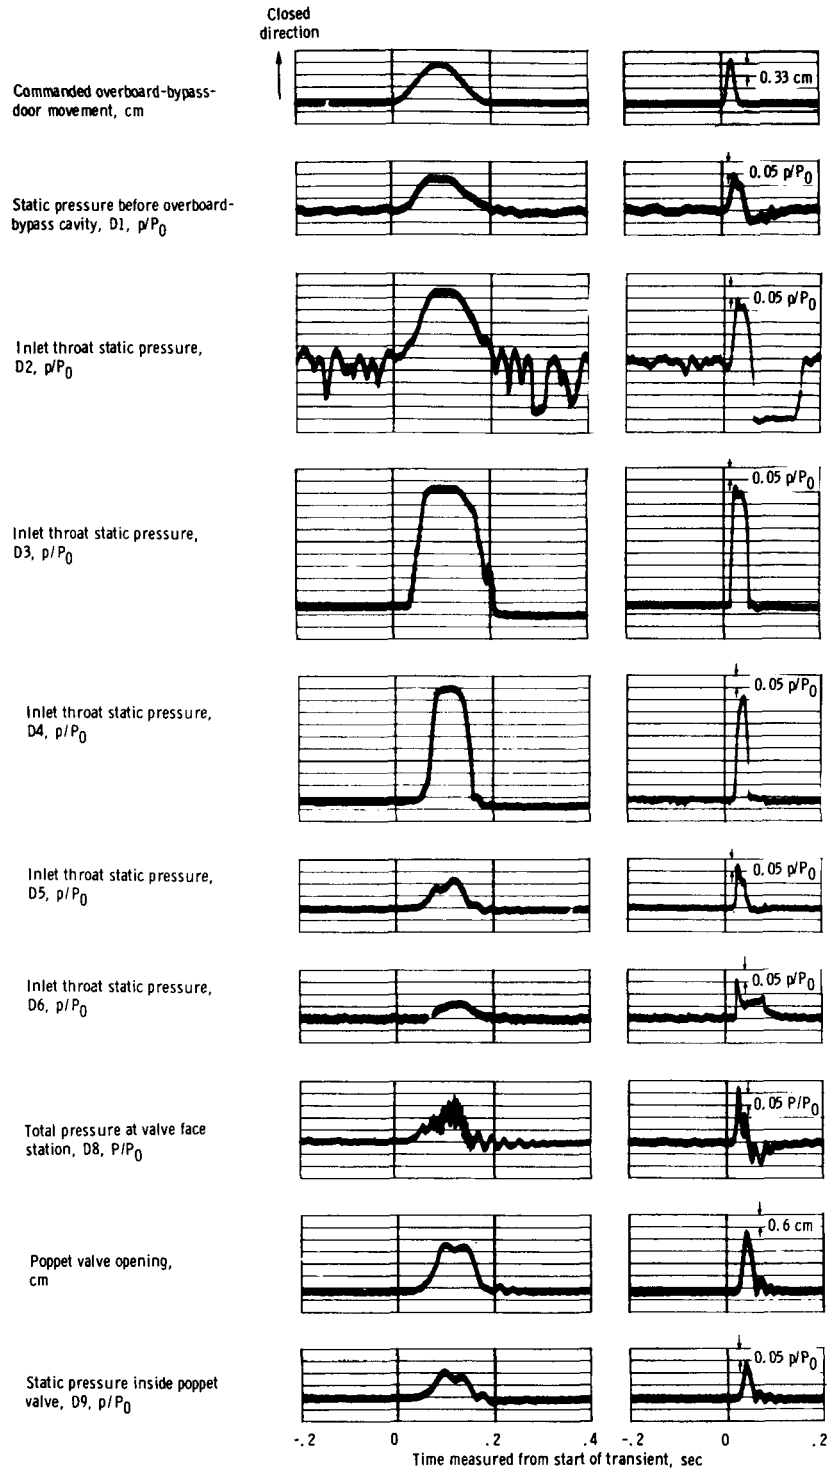 Closed
direction
Commanded overboard-bypass-
door movement, cm
0.33 cm
Static pressure before overboard-
bypass cavity, D1, p/P0
0.05 p/P0
Inlet throat static pressure,
D2, p/P0
0.05 p/P0
Inlet throat static pressure,
D3, p/P0
0.05 p/P0
Inlet throat static pressure,
D4, p/P0
0.05 p/P0
Inlet throat static pressure,
D5, p/P0
0.05 p/P0
Inlet throat static pressure,
D6, p/P0
0.05 p/P0
Total pressure at valve face
station, D8, P/P0
0.05 P/P0
Poppet valve opening,
cm
0.6 cm
Static pressure inside poppet
valve, D9, p/P0
0.05 p/P0
-.2 0 .2 .4 -.2 0 .2
Time measured from start of transient, sec